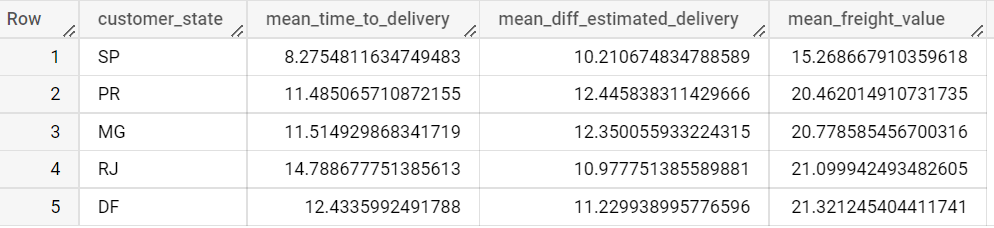 Row customer_state mean_time_to_delivery mean_diff_estimated_delivery mean_freight_value
1 SP 8.2754811634749483 10.210674834788589 15.268667910359618
2 PR 11.485065710872155 12.445838311429666 20.462014910731735
3 MG 11.514929868341719 12.350055933224315 20.778585456700316
4 RJ 14.788677751385613 10.977751385589881 21.099942493482605
5 DF 12.4335992491788 11.229938995776596 21.321245404411741